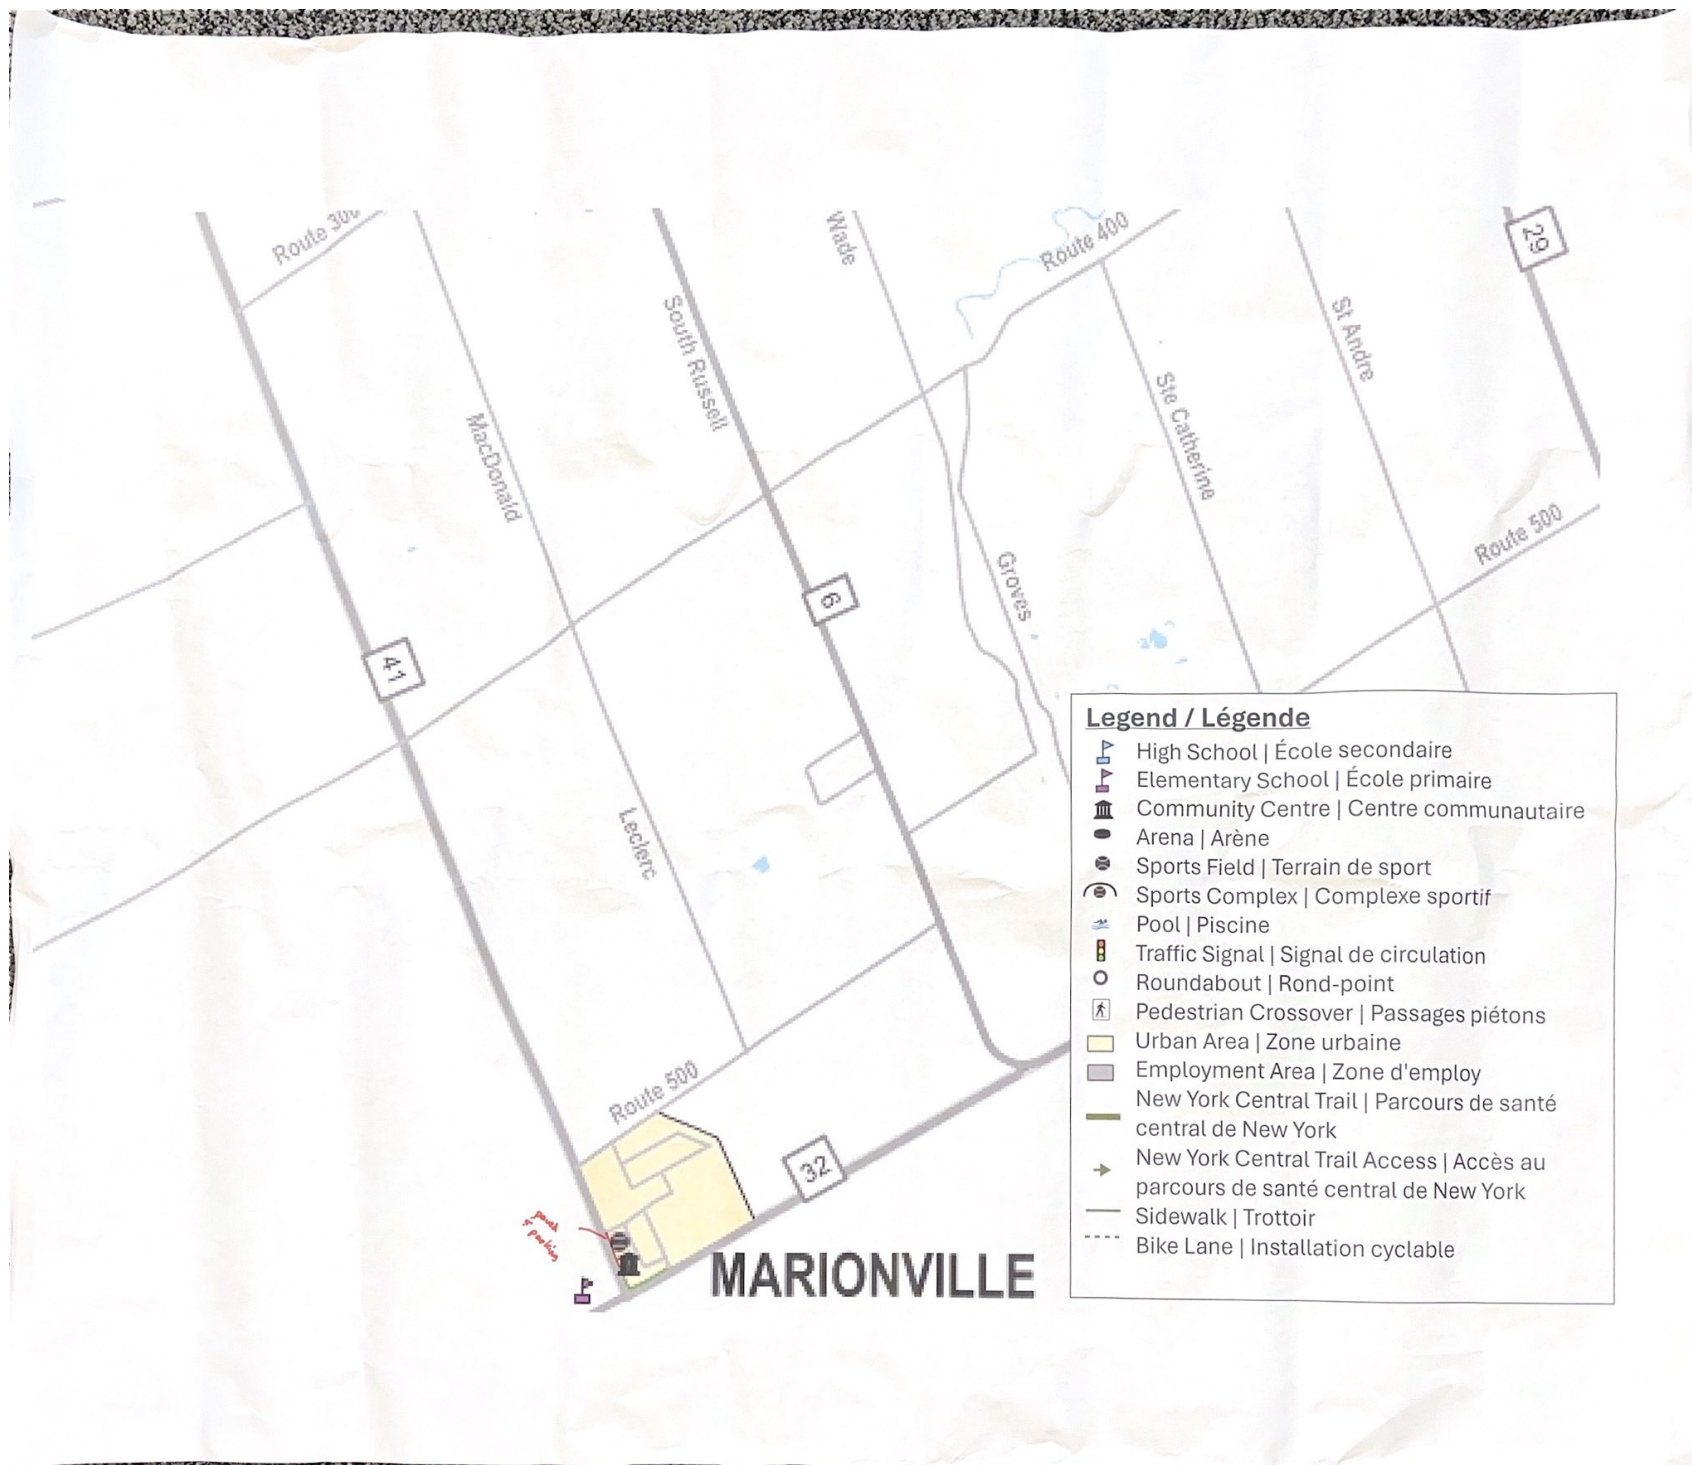 Route 300
Wade
Route 400
29
South Russell
St Andre
MacDonald
Ste Catherine
Route 500
Groves
6
41
Leclerc
Route 500
32
MARIONVILLE
Legend / Légende
High School | École secondaire
Elementary School | École primaire
Community Centre | Centre communautaire
Arena | Arène
Sports Field | Terrain de sport
Sports Complex | Complexe sportif
Pool | Piscine
Traffic Signal | Signal de circulation
Roundabout | Rond-point
Pedestrian Crossover | Passages piétons
Urban Area | Zone urbaine
Employment Area | Zone d'employ
New York Central Trail | Parcours de santé
central de New York
New York Central Trail Access | Accès au
parcours de santé central de New York
Sidewalk | Trottoir
Bike Lane | Installation cyclable